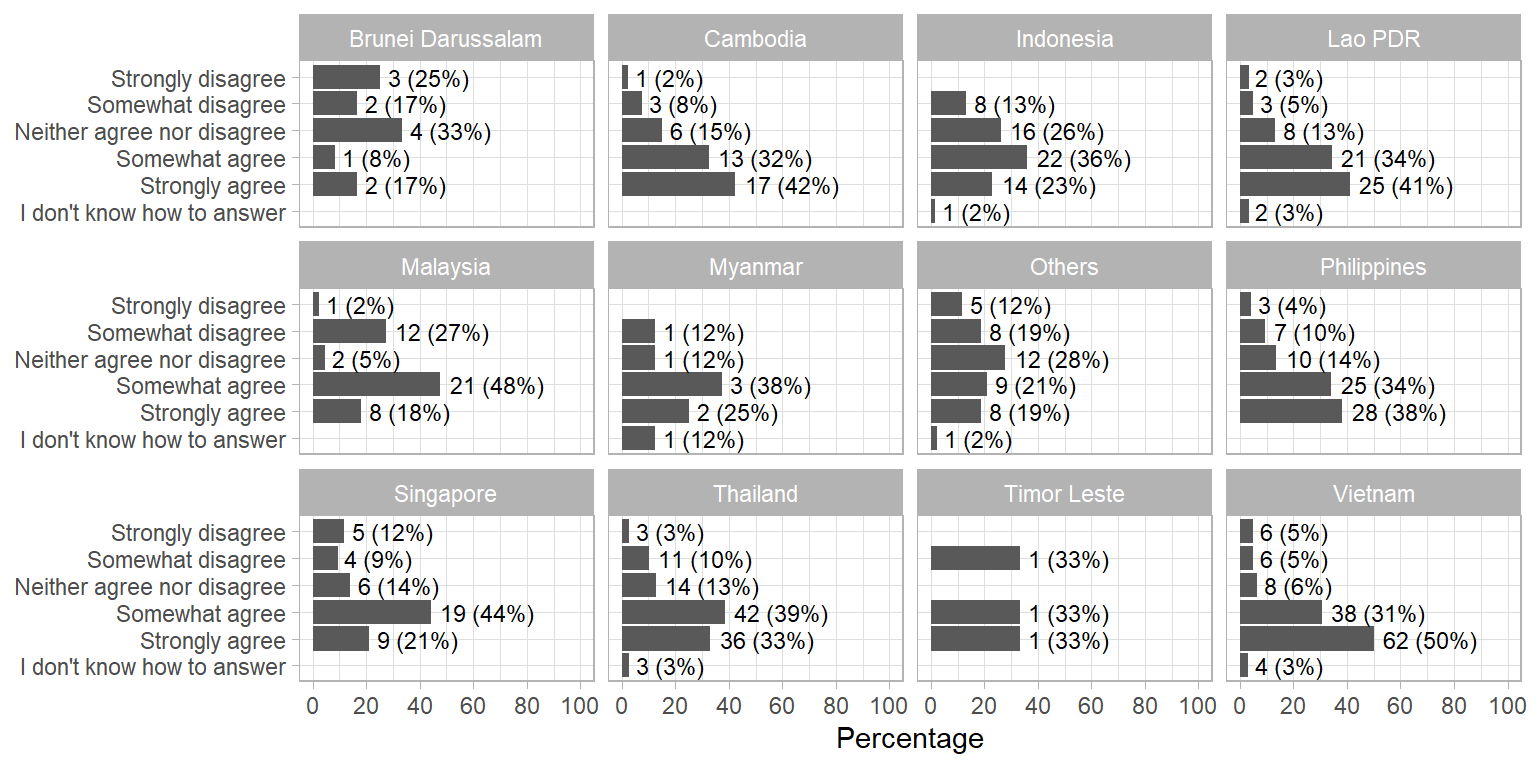 Brunei Darussalam Cambodia Indonesia Lao PDR
Strongly disagree 3 (25%) 1 (2%) 2 (3%)
Somewhat disagree 2 (17%) 3 (8%) 8 (13%) 3 (5%)
Neither agree nor disagree 4 (33%) 6 (15%) 16 (26%) 8 (13%)
Somewhat agree 1 (8%) 13 (32%) 22 (36%) 21 (34%)
Strongly agree 2 (17%) 17 (42%) 14 (23%) 25 (41%)
I don't know how to answer 1 (2%) 2 (3%)
Malaysia Myanmar Others Philippines
Strongly disagree 1 (2%) 5 (12%) 3 (4%)
Somewhat disagree 12 (27%) 1 (12%) 8 (19%) 7 (10%)
Neither agree nor disagree 2 (5%) 1 (12%) 12 (28%) 10 (14%)
Somewhat agree 21 (48%) 3 (38%) 9 (21%) 25 (34%)
Strongly agree 8 (18%) 2 (25%) 8 (19%) 28 (38%)
I don't know how to answer 1 (12%) 1 (2%)
Singapore Thailand Timor Leste Vietnam
Strongly disagree 5 (12%) 3 (3%) 6 (5%)
Somewhat disagree 4 (9%) 11 (10%) 1 (33%) 6 (5%)
Neither agree nor disagree 6 (14%) 14 (13%) 8 (6%)
Somewhat agree 19 (44%) 42 (39%) 1 (33%) 38 (31%)
Strongly agree 9 (21%) 36 (33%) 1 (33%) 62 (50%)
I don't know how to answer 3 (3%) 4 (3%)
0 20 40 60 80 100 0 20 40 60 80 100 0 20 40 60 80 100 0 20 40 60 80 100
Percentage